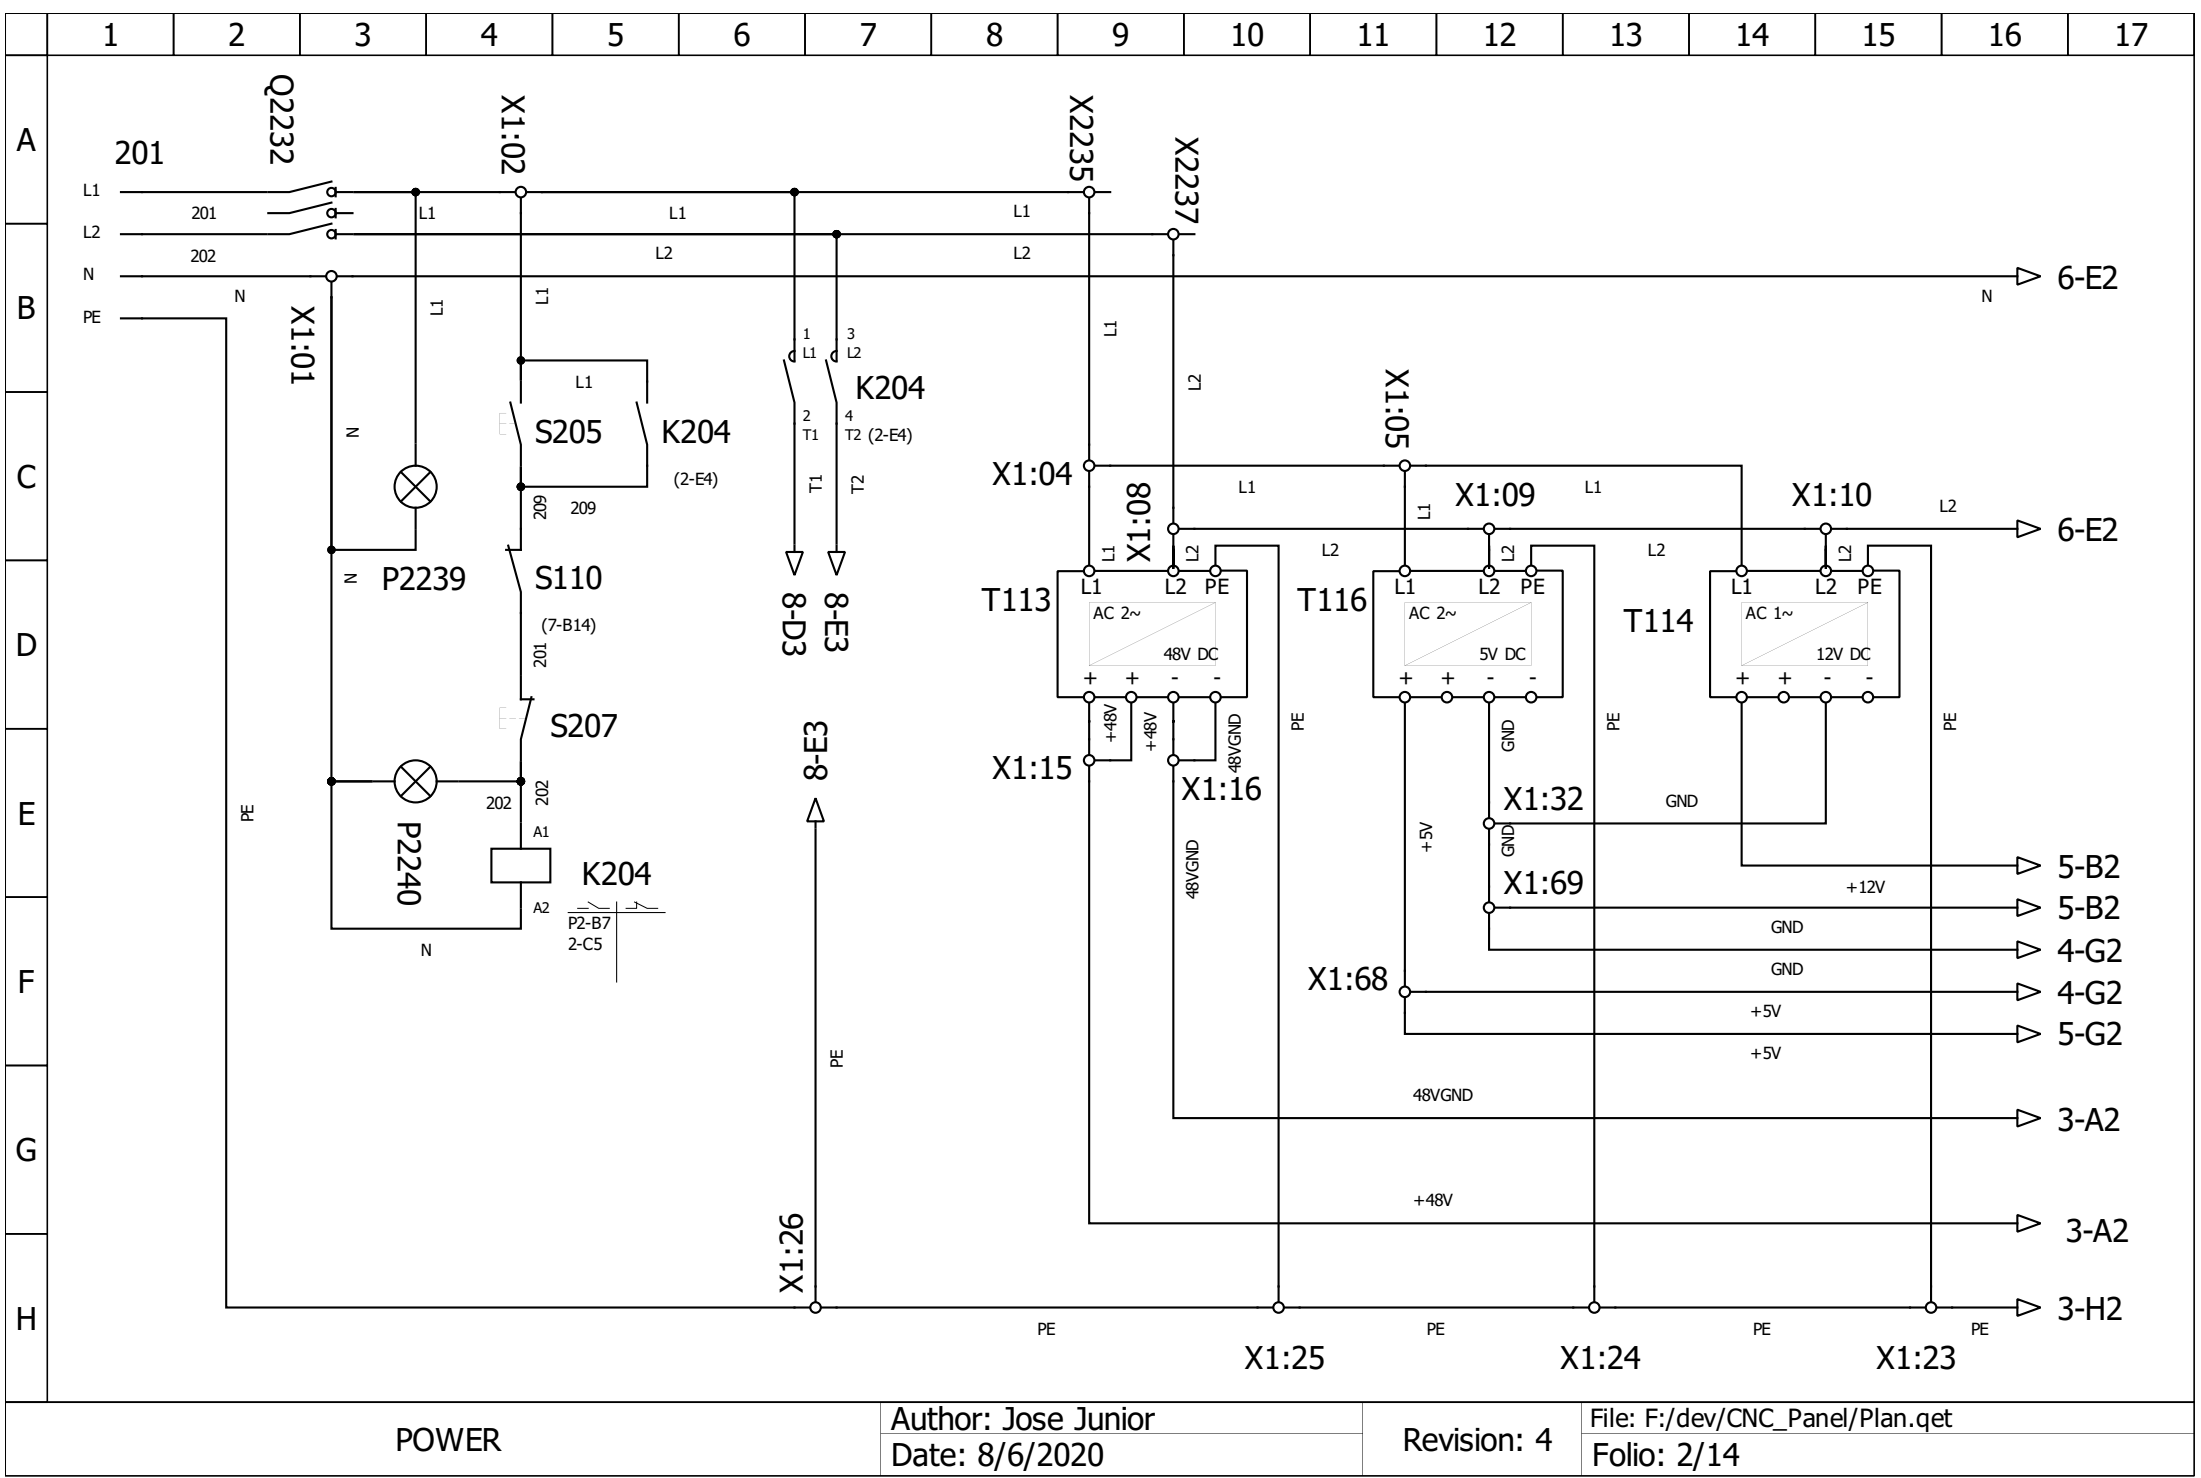 1 2 3 4 5 6 7 8 9 10 11 12 13 14 15 16 17
A
B
C
D
E
F
G
H
201
Q2232
X1:02
X2235
X2237
L1
201
L1
L1
L1
L2
202
L2
L2
N
N
N
6-E2
PE
X1:01
L1
L1
L1
L2
1
L1
2
T1
3
L2
4
T2
K204
(2-E4)
L1
S205
K204
(2-E4)
209
209
N
T1
T2
8-D3
8-E3
P2239
N
S110
(7-B14)
201
S207
P2240
202
202
A1
A2
K204
P2-B7
2-C5
N
PE
8-E3
PE
X1:26
X1:04
X1:05
L1
L1
L1
X1:08
X1:09
X1:10
L2
6-E2
L1
L2
L2
L2
L2
L2
T113
L1 L2 PE
AC 2~
48V DC
+ + - -
T116
L1 L2 PE
AC 2~
5V DC
+ + - -
T114
L1 L2 PE
AC 1~
12V DC
+ + - -
+48V
+48V
48VGND
PE
GND
PE
PE
X1:15
X1:16
48VGND
+5V
X1:32
GND
GND
X1:69
+12V
5-B2
GND
5-B2
GND
4-G2
X1:68
+5V
4-G2
+5V
5-G2
48VGND
3-A2
+48V
3-A2
PE
PE
PE
PE
3-H2
X1:25
X1:24
X1:23
POWER
Author: Jose Junior
Date: 8/6/2020
Revision: 4
File: F:/dev/CNC_Panel/Plan.qet
Folio: 2/14